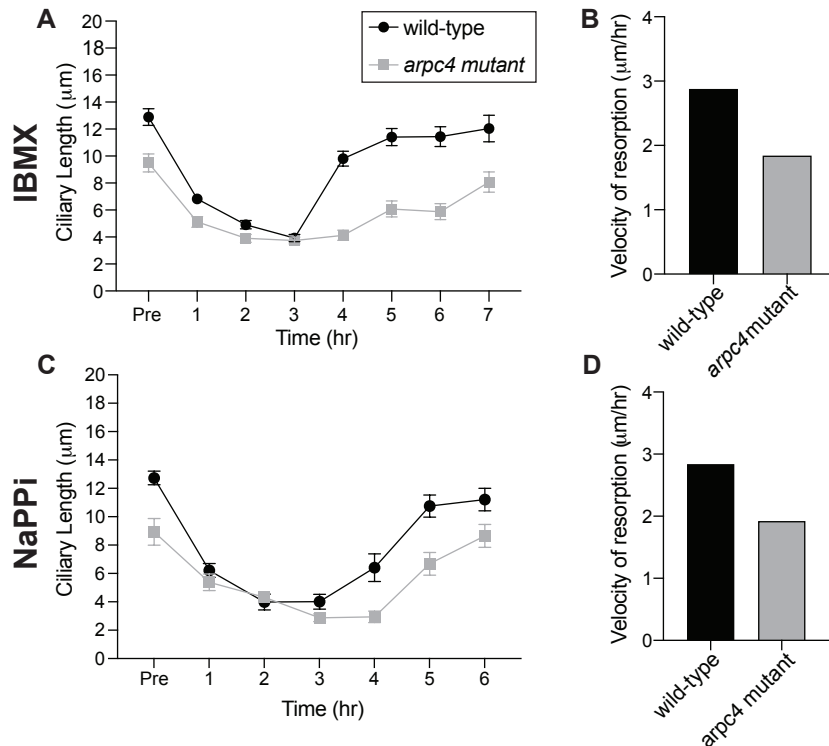 A
B
wild-type
arpc4 mutant
IBMX
Ciliary Length (μm)
20
18
16
14
12
10
8
6
4
2
0
Pre
1
2
3
4
5
6
7
Time (hr)
Velocity of resorption (μm/hr)
4
3
2
1
0
wild-type
arpc4 mutant
C
D
NaPPi
Ciliary Length (μm)
20
18
16
14
12
10
8
6
4
2
0
Pre
1
2
3
4
5
6
Time (hr)
Velocity of resorption (μm/hr)
4
3
2
1
0
wild-type
arpc4 mutant